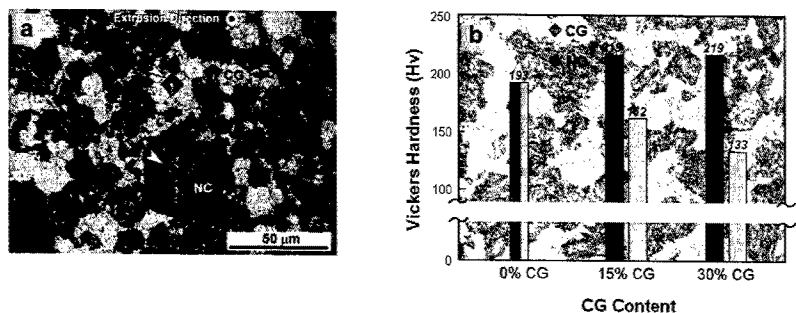 a
Extrusion Direction
CG
NC
50 µm
b
CG
Vickers Hardness (Hv)
250
200
150
100
0
193
219
133
0% CG
15% CG
30% CG
CG Content